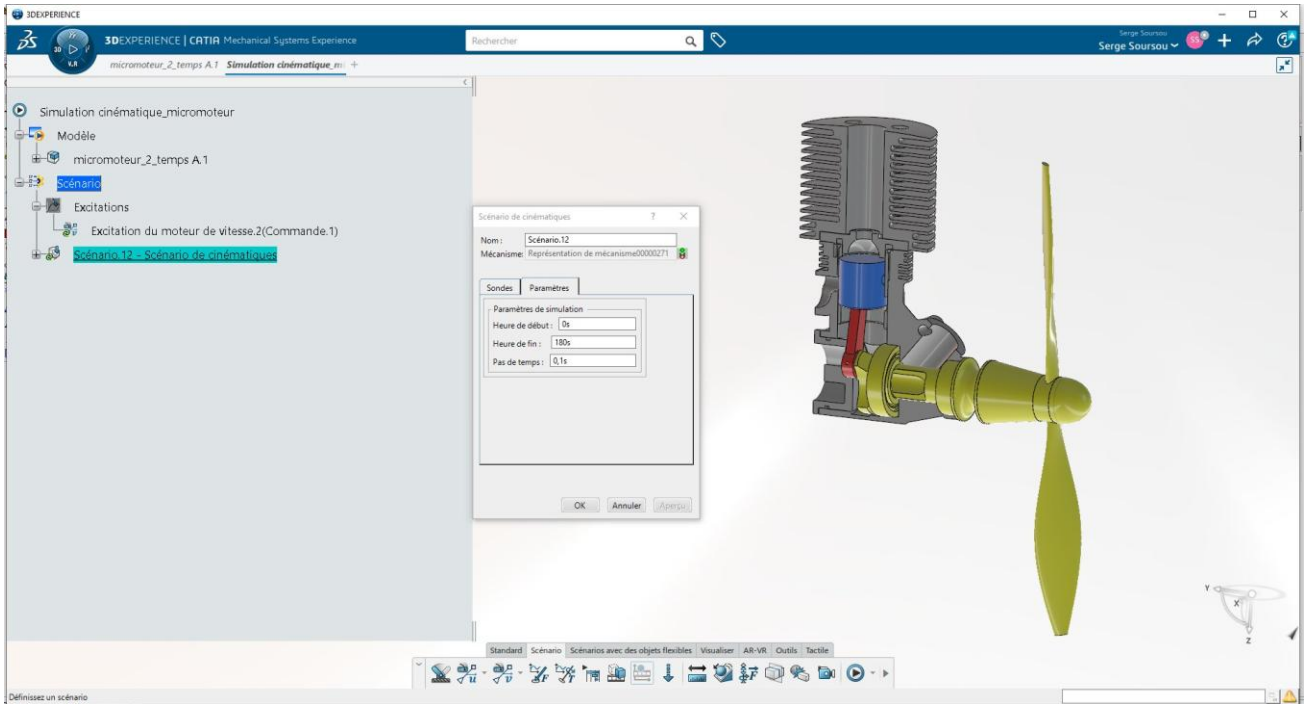 3DEXPERIENCE
3DEXPERIENCE | CATIA Mechanical Systems Experience
Rechercher
Serge Soursou
Serge Soursou
3D
V.R
micromoteur_2_temps A.1 Simulation cinématique_mi +
Simulation cinématique_micromoteur
Modèle
micromoteur_2_temps A.1
Scénario
Excitations
Excitation du moteur de vitesse.2(Commande.1)
Scénario.12 - Scénario de cinématiques
Scénario de cinématiques ? ×
Nom : Scénario.12
Mécanisme: Représentation de mécanisme00000271
Sondes Paramètres
Paramètres de simulation
Heure de début : 0s
Heure de fin : 180s
Pas de temps : 0,1s
OK Annuler Aperçu
Y
X
Z
Standard Scénario Scénarios avec des objets flexibles Visualiser AR-VR Outils Tactile
Définissez un scénario